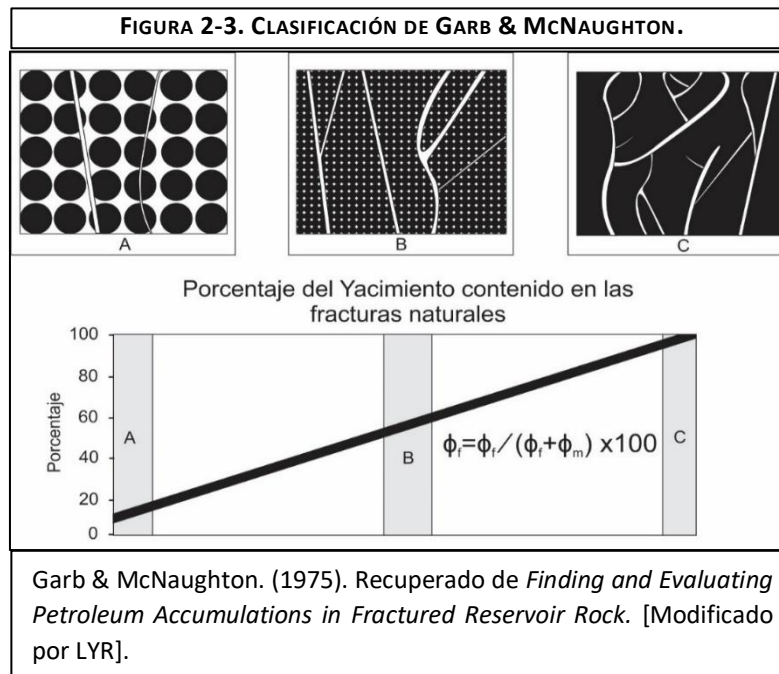 FIGURA 2-3. CLASIFICACIÓN DE GARB & MCNAUGHTON.
A
B
C
Porcentaje del Yacimiento contenido en las
fracturas naturales
100
80
60
40
20
0
Porcentaje
A
B
C
ϕf=ϕf/(ϕf+ϕm) x100
Garb & McNaughton. (1975). Recuperado de Finding and Evaluating
Petroleum Accumulations in Fractured Reservoir Rock. [Modificado
por LYR].